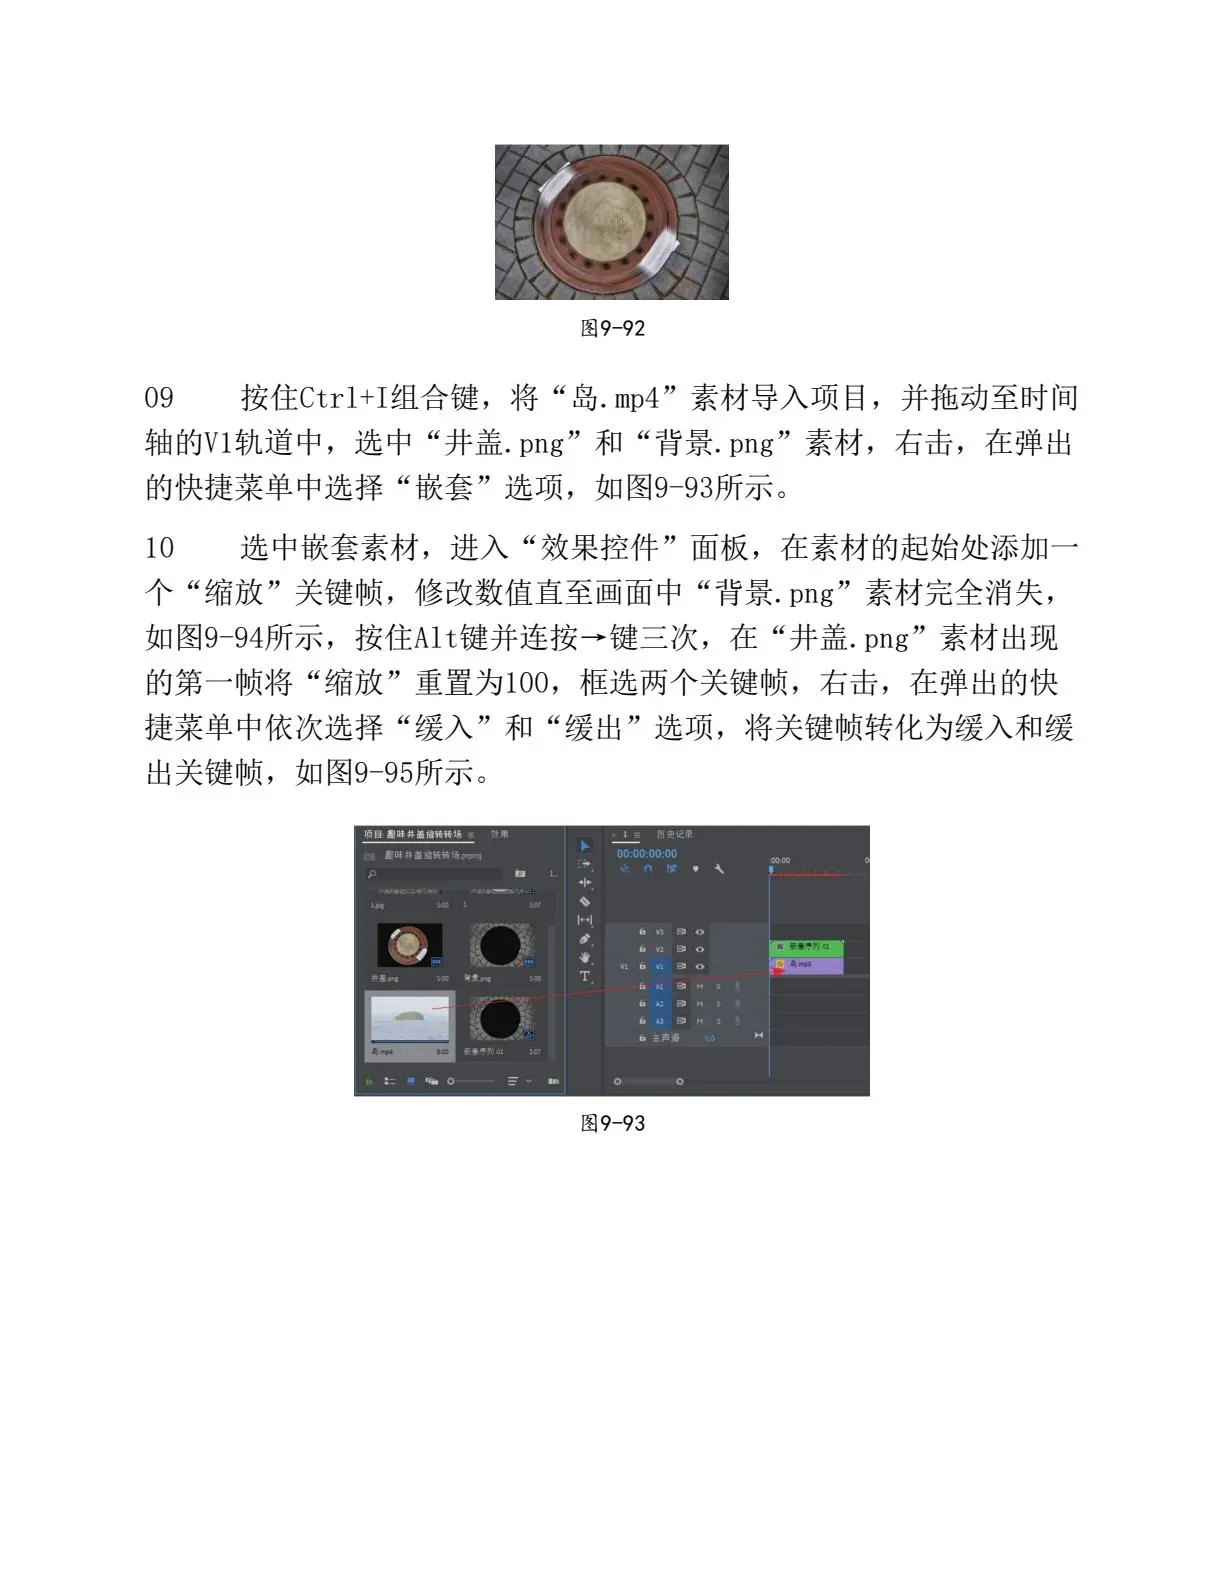 图9-92
09 按住Ctrl+I组合键，将“岛.mp4”素材导入项目，并拖动至时间
轴的V1轨道中，选中“井盖.png”和“背景.png”素材，右击，在弹出
的快捷菜单中选择“嵌套”选项，如图9-93所示。
10 选中嵌套素材，进入“效果控件”面板，在素材的起始处添加一
个“缩放”关键帧，修改数值直至画面中“背景.png”素材完全消失，
如图9-94所示，按住Alt键并连按→键三次，在“井盖.png”素材出现
的第一帧将“缩放”重置为100，框选两个关键帧，右击，在弹出的快
捷菜单中依次选择“缓入”和“缓出”选项，将关键帧转化为缓入和缓
出关键帧，如图9-95所示。
项目: 趣味井盖旋转转场 效果
趣味井盖旋转转场.prproj
1.jpg 5:00 1 3:07
井盖.png 5:00 背景.png 5:00
岛.mp4 8:00 嵌套序列 01 3:07
× 1 历史记录
00:00:00:00
:00:00
V3
V2
V1 V1
A1 M S
A2 M S
A3 M S
主声道 0.0
嵌套序列 01
岛.mp4
图9-93